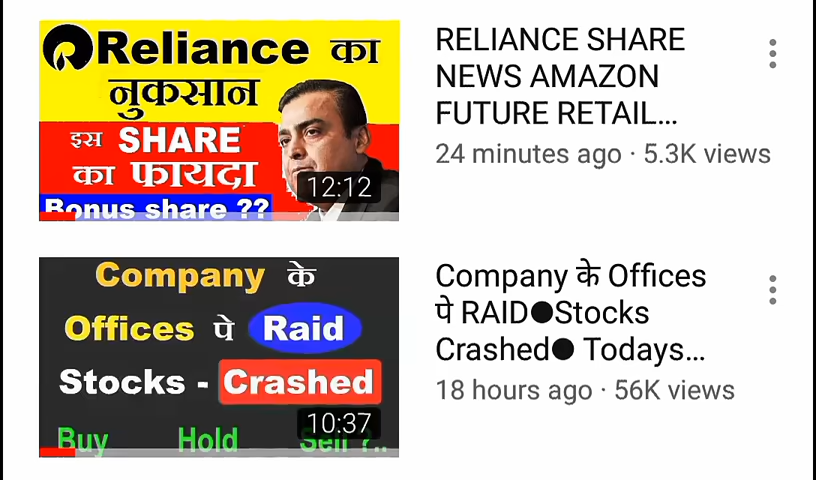 Reliance का
नुकसान
इस SHARE
का फायदा
Bonus share ??
12:12
RELIANCE SHARE
NEWS AMAZON
FUTURE RETAIL...
24 minutes ago · 5.3K views
Company के
Offices पे Raid
Stocks - Crashed
Buy Hold Sell ?..
10:37
Company के Offices
पे RAID●Stocks
Crashed● Todays...
18 hours ago · 56K views